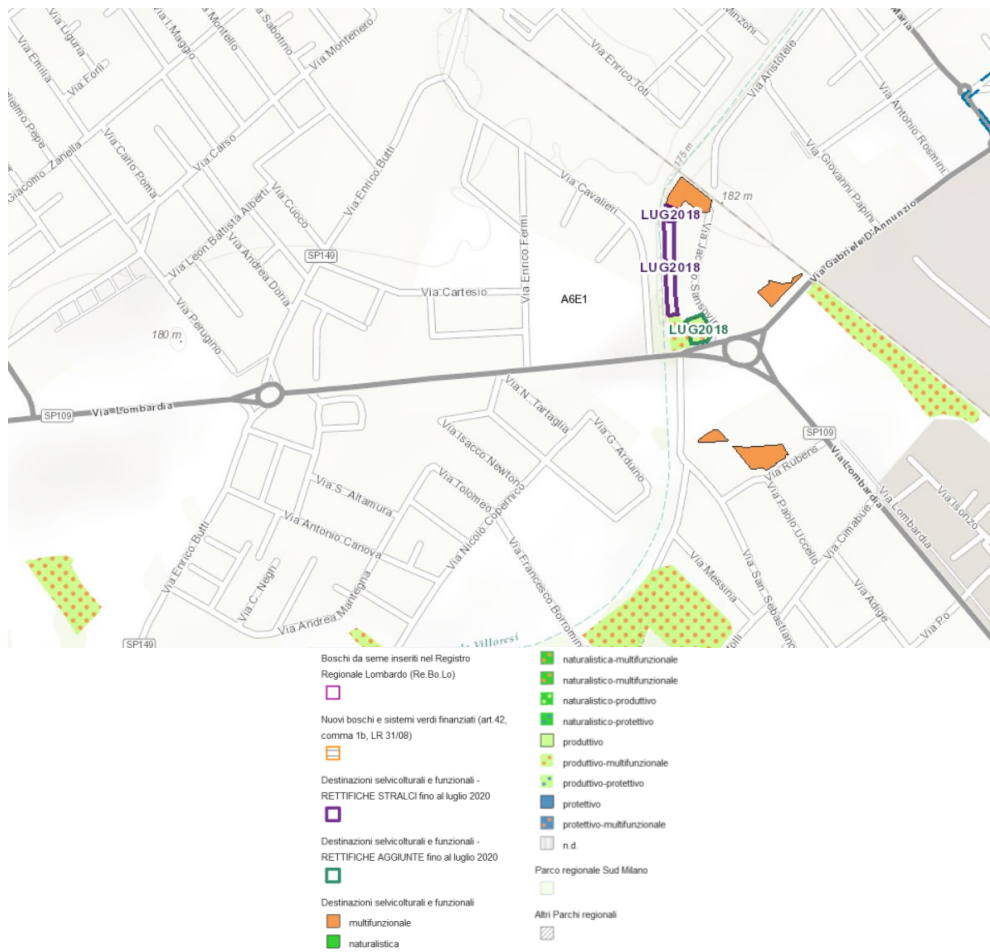 Via Liguria
Via Emilia
Via Forlì
Via I. Maggio
Via Montello
Via Sabotino
Via Montenero
Via Enrico Toti
Minzoni
Via Aristotele
Maria
Via Antonio Rosmini
Via Giovanni Papini
Via Carlo Poma
Via Carso
Giacomo Zanella
Via Leon Battista Alberti
Via Cuoco
Via Enrico Butti
Via Cavalieri
175 m
182 m
LUG2018
Via Gabriele D'Annunzio
SP149
Via Andrea Doria
Via Enrico Fermi
LUG2018
Via Cartesio
A6E1
Via Perugino
180 m
LUG2018
SP109
Via Lombardia
Via N. Tartaglia
Via G. Arduino
Via Isacco Newton
SP109
Via Rubens
Via Lombardia
Via S. Altamura
Via Tolomeo
Via Nicolò Copernico
Via Paolo Uccello
Via Cimabue
Via Lombardia
Via Isonzo
Via Antonio Canova
Via Enrico Butti
Via C. Negri
Via Andrea Mantegna
Via Francesco Borromini
Via Messina
Via San Sebastiano
Via Adige
Via Po
SP149
Villoresi
Boschi da seme inseriti nel Registro
Regionale Lombardo (Re.Bo.Lo)
Nuovi boschi e sistemi verdi finanziati (art.42,
comma 1b, LR 31/08)
Destinazioni selvicolturali e funzionali -
RETTIFICHE STRALCI fino al luglio 2020
Destinazioni selvicolturali e funzionali -
RETTIFICHE AGGIUNTE fino al luglio 2020
Destinazioni selvicolturali e funzionali
multifunzionale
naturalistica
naturalistica-multifunzionale
naturalistico-multifunzionale
naturalistico-produttivo
naturalistico-protettivo
produttivo
produttivo-multifunzionale
produttivo-protettivo
protettivo
protettivo-multifunzionale
n.d.
Parco regionale Sud Milano
Altri Parchi regionali